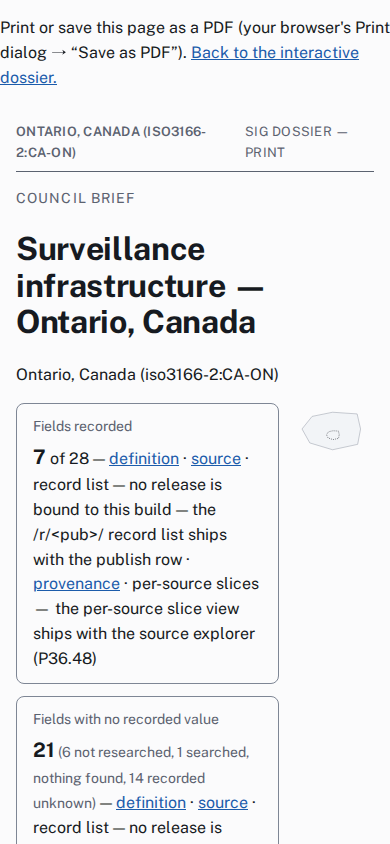 Print or save this page as a PDF (your browser's Print
dialog → “Save as PDF”). Back to the interactive
dossier.
ONTARIO, CANADA (ISO3166-
2:CA-ON)
SIG DOSSIER —
PRINT
COUNCIL BRIEF
Surveillance
infrastructure —
Ontario, Canada
Ontario, Canada (iso3166-2:CA-ON)
Fields recorded
7 of 28 — definition · source ·
record list — no release is
bound to this build — the
/r/<pub>/ record list ships
with the publish row ·
provenance · per-source slices
— the per-source slice view
ships with the source explorer
(P36.48)
Fields with no recorded value
21 (6 not researched, 1 searched,
nothing found, 14 recorded
unknown) — definition · source ·
record list — no release is